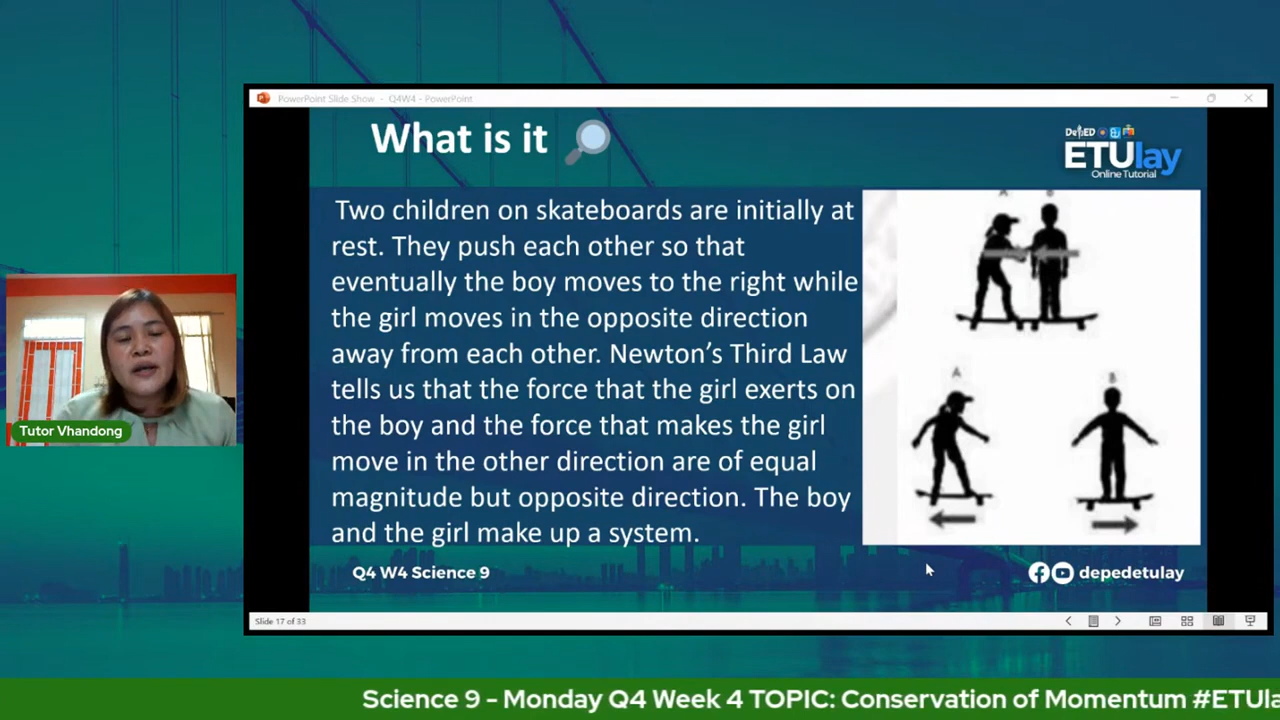 PowerPoint Slide Show - Q4W4 - PowerPoint
What is it
DepED
ETUlay
Online Tutorial
Two children on skateboards are initially at
rest. They push each other so that
eventually the boy moves to the right while
the girl moves in the opposite direction
away from each other. Newton’s Third Law
tells us that the force that the girl exerts on
the boy and the force that makes the girl
move in the other direction are of equal
magnitude but opposite direction. The boy
and the girl make up a system.
A
B
Tutor Vhandong
Q4 W4 Science 9
depedetulay
Slide 17 of 33
Science 9 - Monday Q4 Week 4 TOPIC: Conservation of Momentum #ETUla